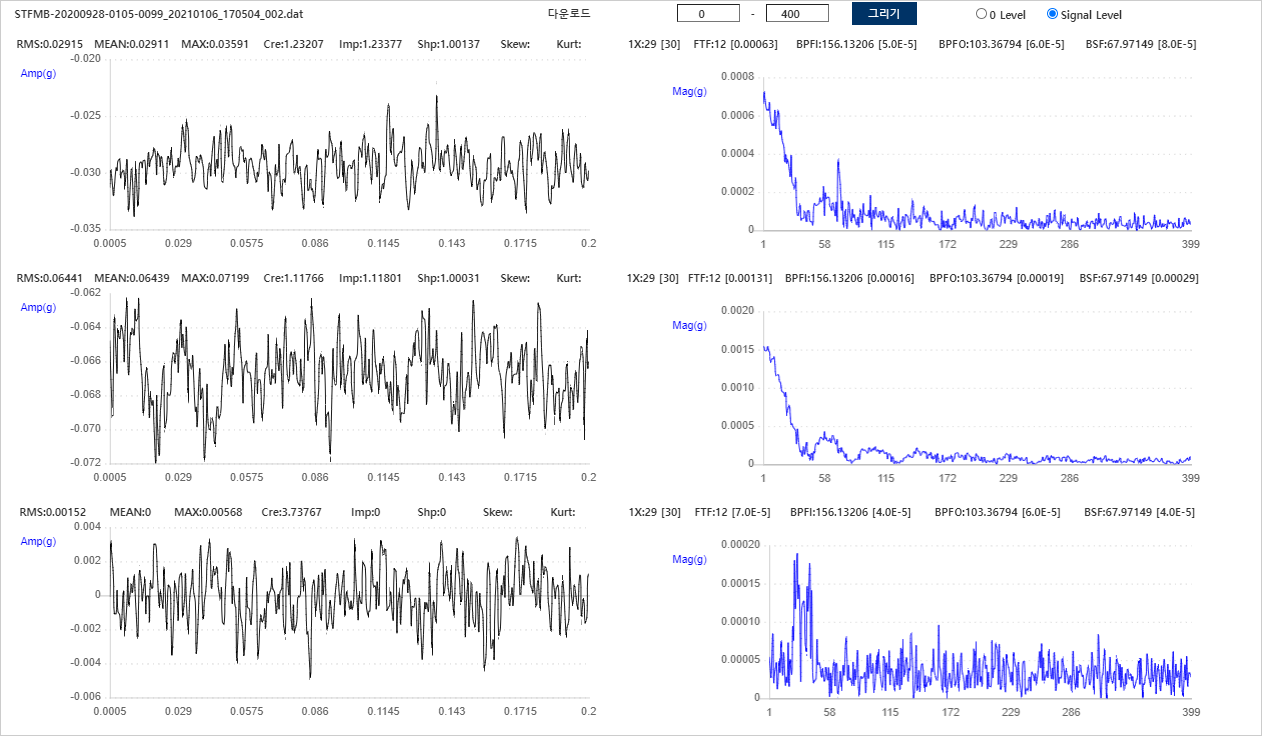 STFMB-20200928-0105-0099_20210106_170504_002.dat 다운로드 0 - 400 그리기 0 Level Signal Level
RMS:0.02915 MEAN:0.02911 MAX:0.03591 Cre:1.23207 Imp:1.23377 Shp:1.00137 Skew: Kurt:
Amp(g)
-0.020
-0.025
-0.030
-0.035
0.0005 0.029 0.0575 0.086 0.1145 0.143 0.1715 0.2
1X:29 [30] FTF:12 [0.00063] BPFI:156.13206 [5.0E-5] BPFO:103.36794 [6.0E-5] BSF:67.97149 [8.0E-5]
Mag(g)
0.0008
0.0006
0.0004
0.0002
0
1 58 115 172 229 286 399
RMS:0.06441 MEAN:0.06439 MAX:0.07199 Cre:1.11766 Imp:1.11801 Shp:1.00031 Skew: Kurt:
Amp(g)
-0.062
-0.064
-0.066
-0.068
-0.070
-0.072
0.0005 0.029 0.0575 0.086 0.1145 0.143 0.1715 0.2
1X:29 [30] FTF:12 [0.00131] BPFI:156.13206 [0.00016] BPFO:103.36794 [0.00019] BSF:67.97149 [0.00029]
Mag(g)
0.0020
0.0015
0.0010
0.0005
0
1 58 115 172 229 286 399
RMS:0.00152 MEAN:0 MAX:0.00568 Cre:3.73767 Imp:0 Shp:0 Skew: Kurt:
Amp(g)
0.004
0.002
0
-0.002
-0.004
-0.006
0.0005 0.029 0.0575 0.086 0.1145 0.143 0.1715 0.2
1X:29 [30] FTF:12 [7.0E-5] BPFI:156.13206 [4.0E-5] BPFO:103.36794 [6.0E-5] BSF:67.97149 [4.0E-5]
Mag(g)
0.00020
0.00015
0.00010
0.00005
0
1 58 115 172 229 286 399